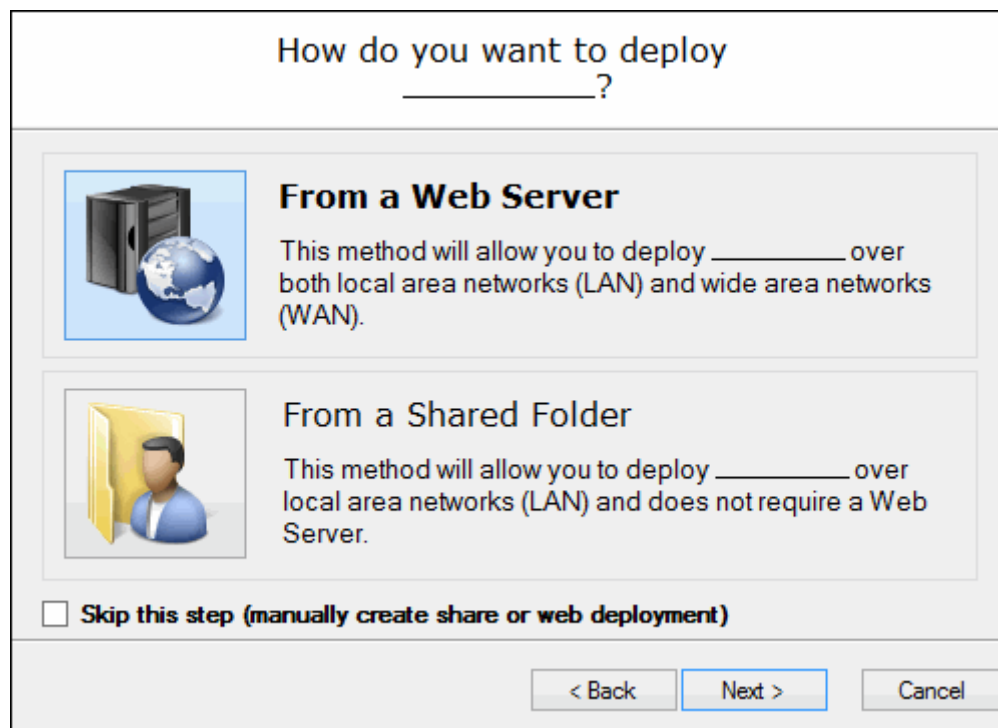 How do you want to deploy
__________?
From a Web Server
This method will allow you to deploy __________ over
both local area networks (LAN) and wide area networks
(WAN).
From a Shared Folder
This method will allow you to deploy __________ over
local area networks (LAN) and does not require a Web
Server.
Skip this step (manually create share or web deployment)
< Back Next > Cancel